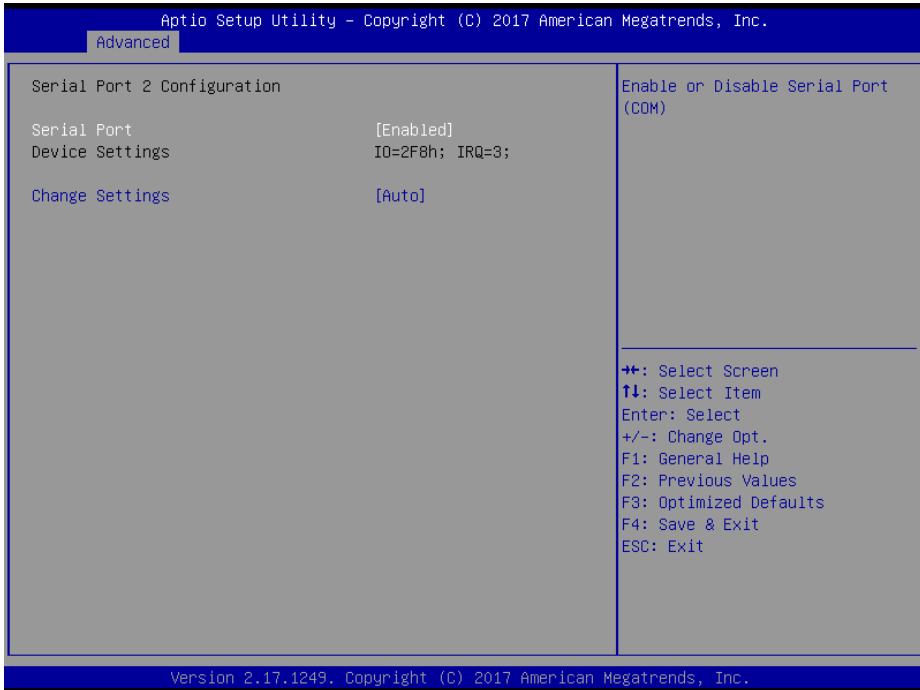 Aptio Setup Utility – Copyright (C) 2017 American Megatrends, Inc.
Advanced
Serial Port 2 Configuration
Serial Port [Enabled]
Device Settings IO=2F8h; IRQ=3;
Change Settings [Auto]
Enable or Disable Serial Port
(COM)
→←: Select Screen
↑↓: Select Item
Enter: Select
+/-: Change Opt.
F1: General Help
F2: Previous Values
F3: Optimized Defaults
F4: Save & Exit
ESC: Exit
Version 2.17.1249. Copyright (C) 2017 American Megatrends, Inc.